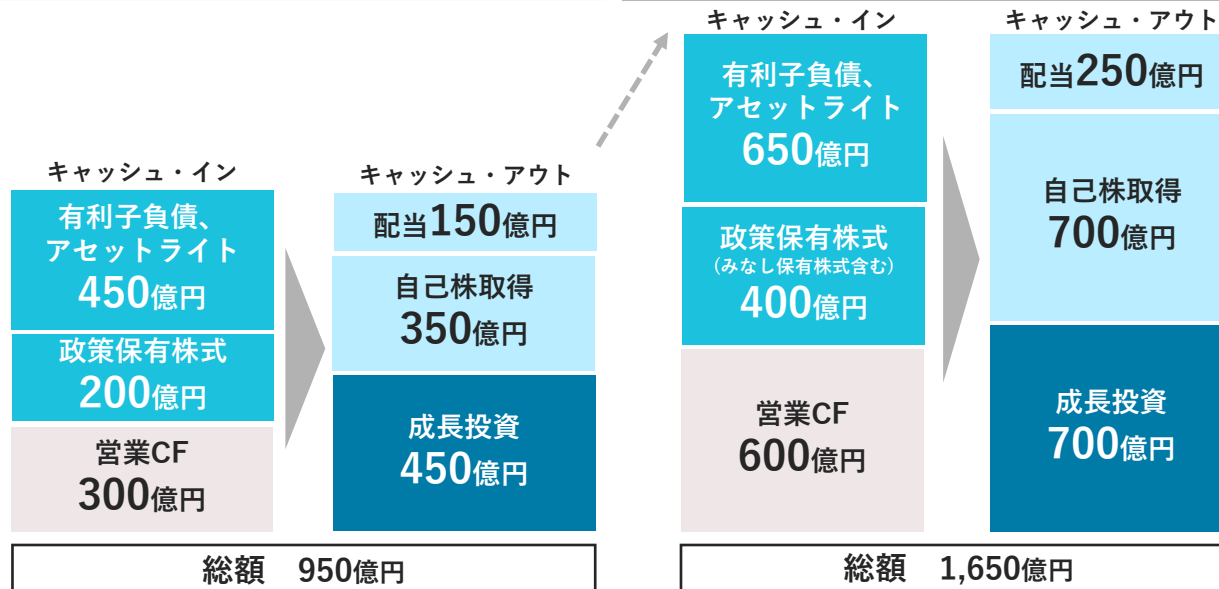 キャッシュ・イン
有利子負債、
アセットライト
450億円
政策保有株式
200億円
営業CF
300億円
キャッシュ・アウト
配当150億円
自己株取得
350億円
成長投資
450億円
総額 950億円
キャッシュ・イン
有利子負債、
アセットライト
650億円
政策保有株式
(みなし保有株式含む)
400億円
営業CF
600億円
キャッシュ・アウト
配当250億円
自己株取得
700億円
成長投資
700億円
総額 1,650億円